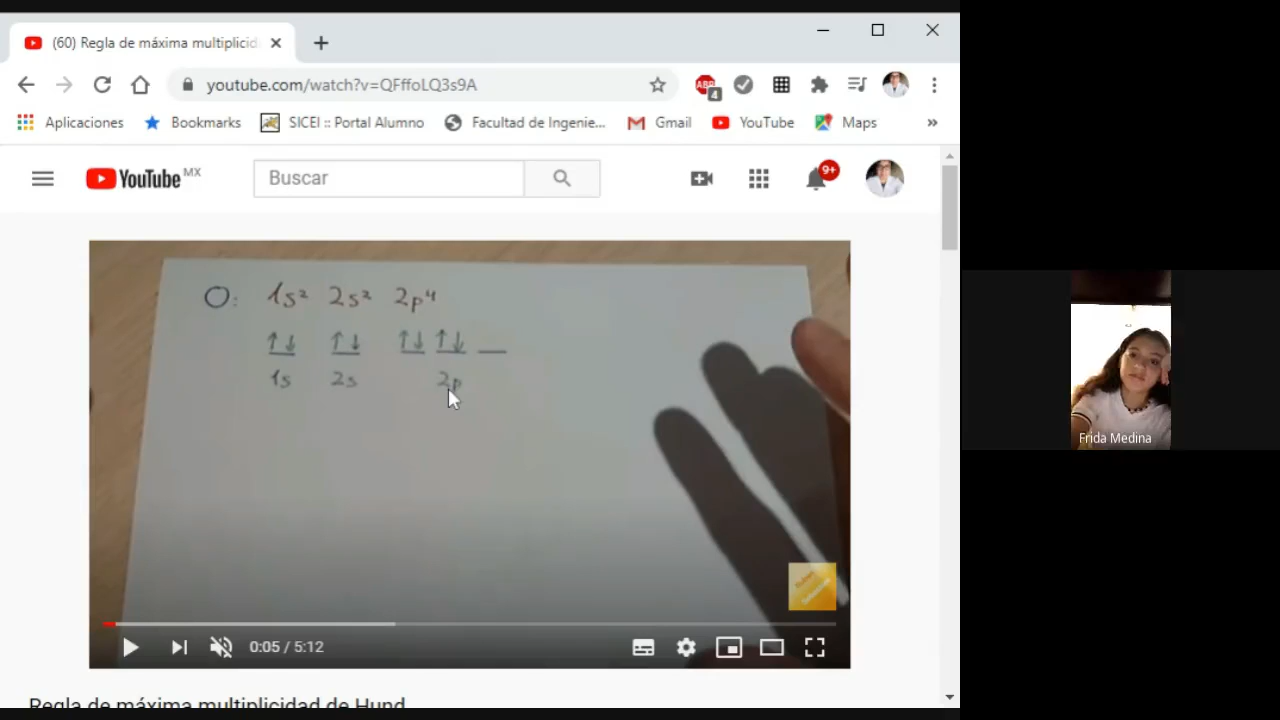 (60) Regla de máxima multiplicid
youtube.com/watch?v=QFffoLQ3s9A
ABP
4
Aplicaciones Bookmarks SICEI :: Portal Alumno Facultad de Ingenie... Gmail YouTube Maps »
YouTube MX
Buscar
9+
O: 1s² 2s² 2p⁴
↑↓ ↑↓ ↑↓ ↑↓
1s 2s 2p
0:05 / 5:12
Regla de máxima multiplicidad de Hund
Frida Medina